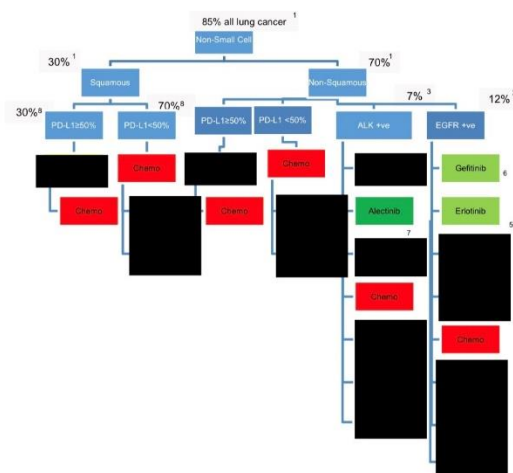 85% all lung cancer 1
Non-Small Cell
30% 1
70% 1
Squamous
Non-Squamous
7% 3
12%
30% 8
70% 8
PD-L1≥50%
PD-L1<50%
PD-L1≥50%
PD-L1 <50%
ALK +ve
EGFR +ve
Chemo
Chemo
Gefitinib 6
Chemo
Chemo
Alectinib
Erlotinib
5
7
Chemo
Chemo